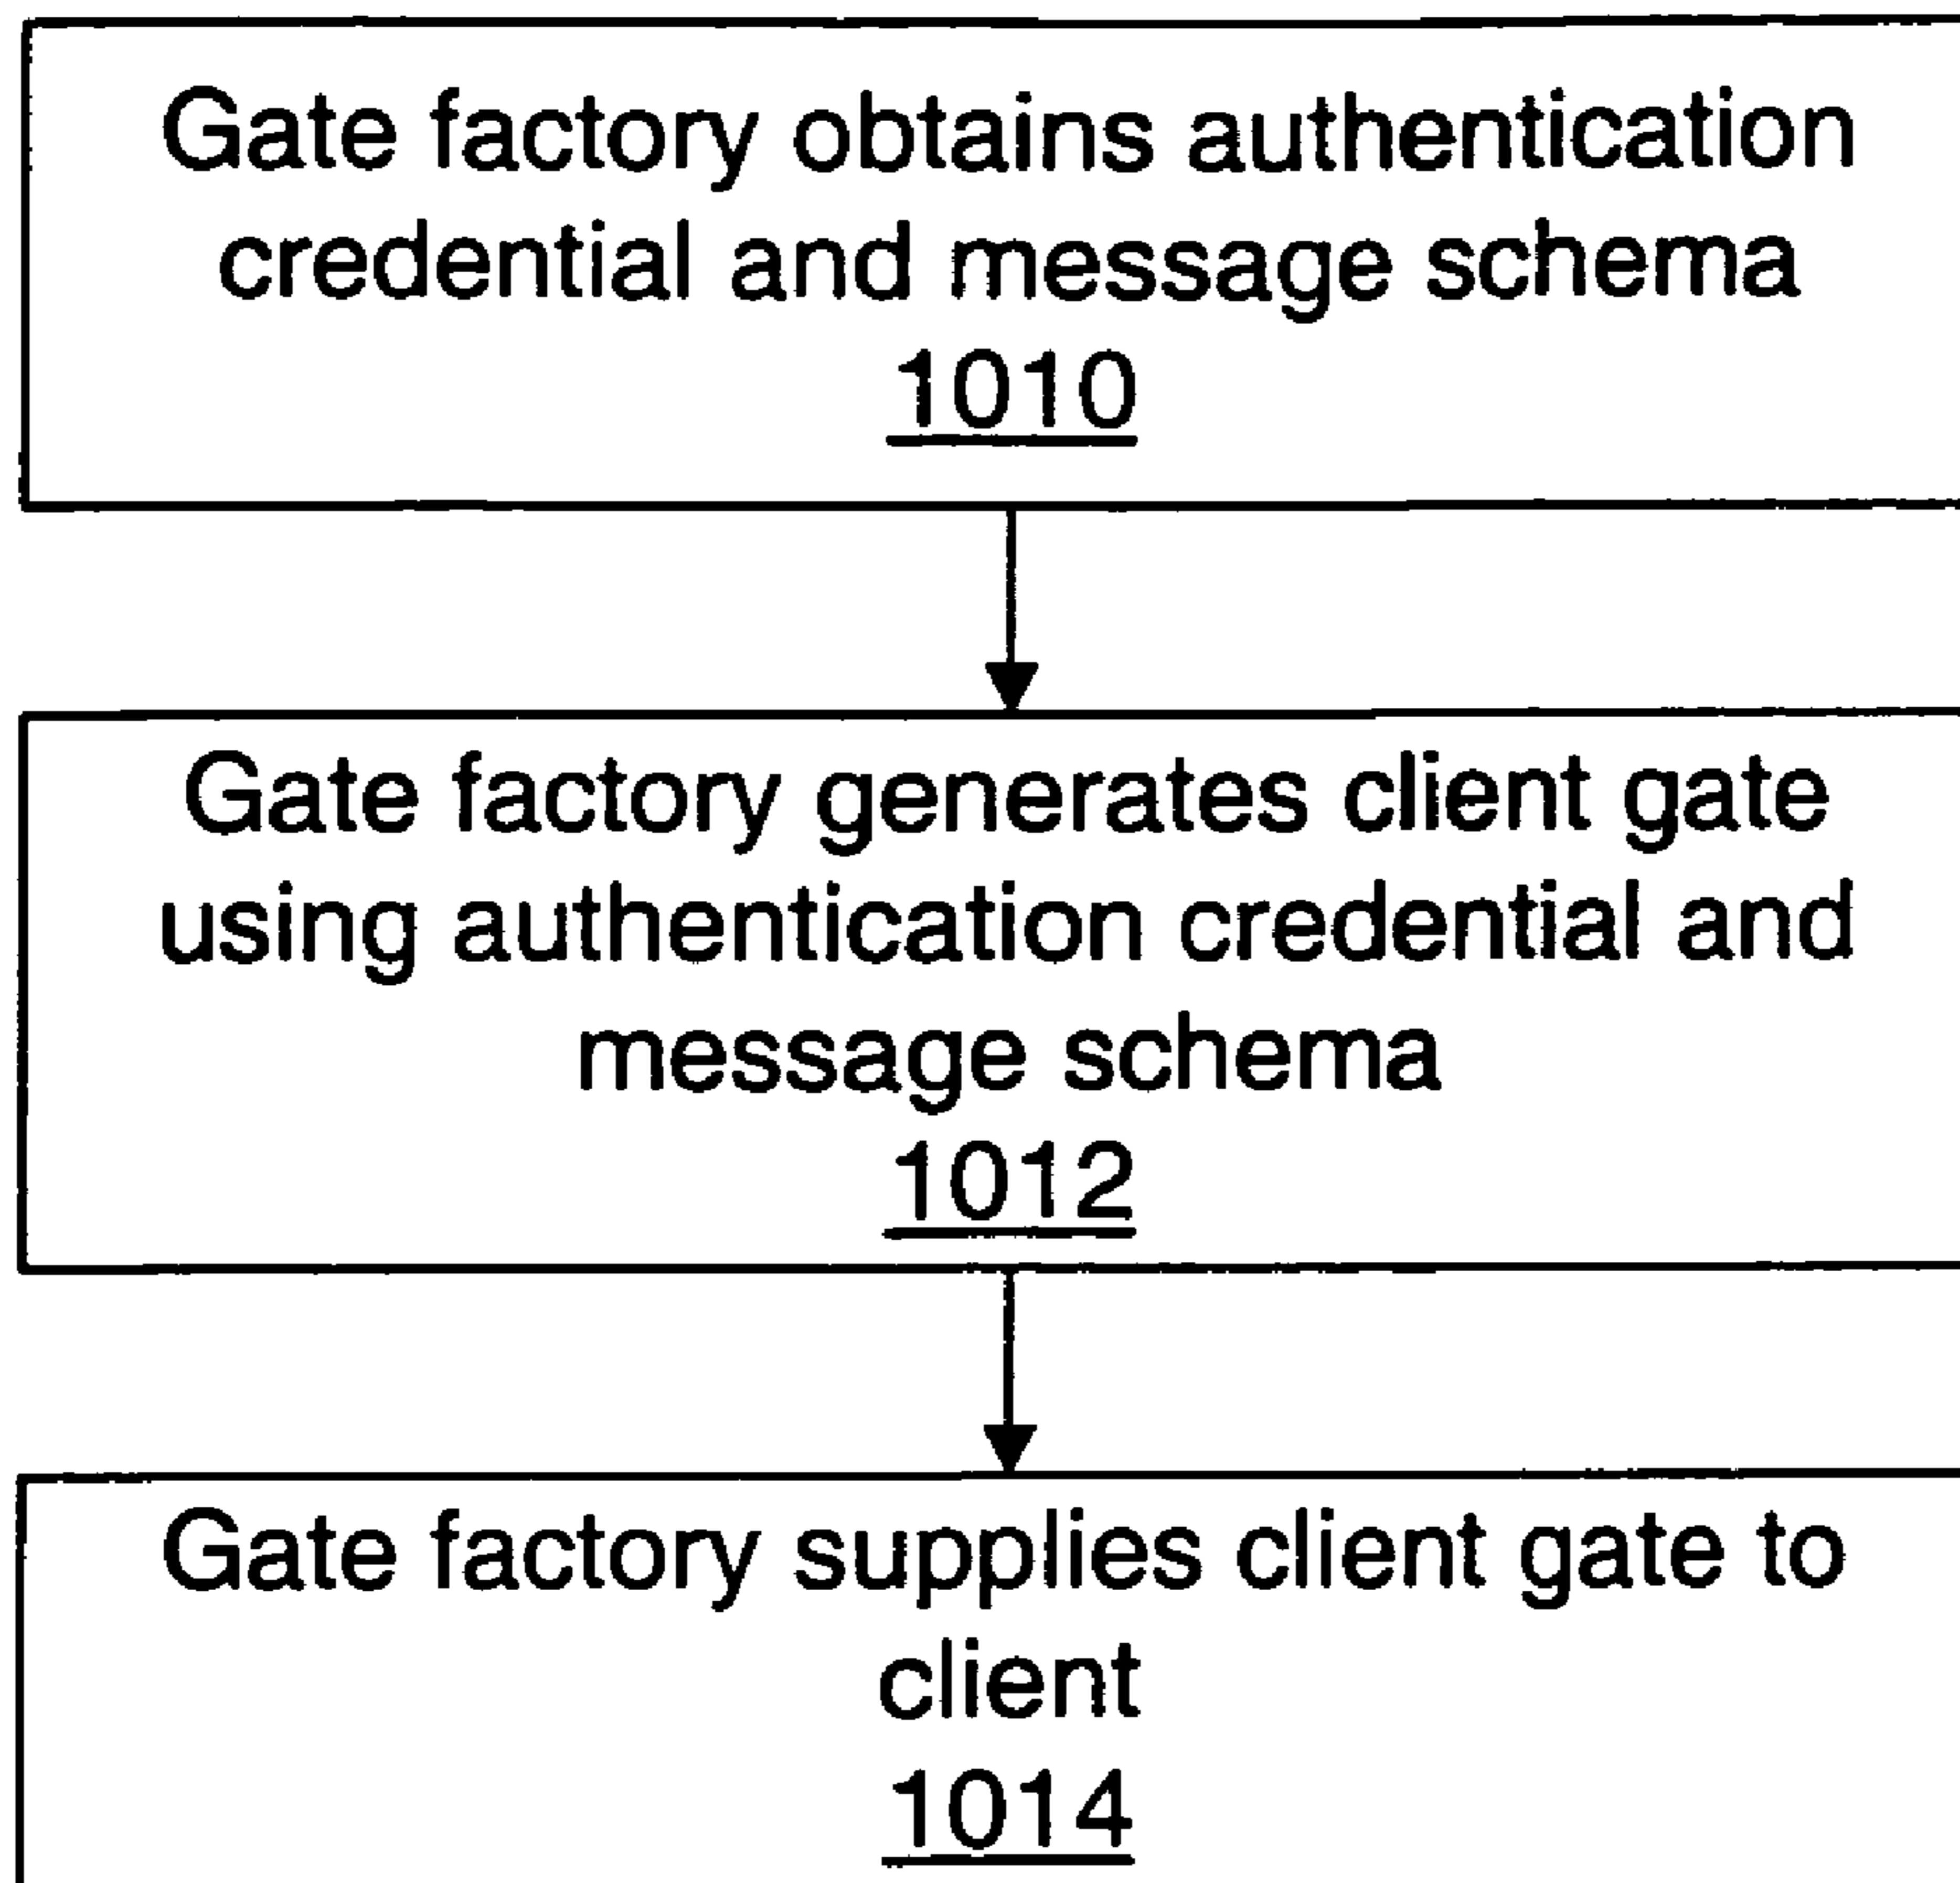 Gate factory obtains authentication
credential and message schema
1010
Gate factory generates client gate
using authentication credential and
message schema
1012
Gate factory supplies client gate to
client
1014